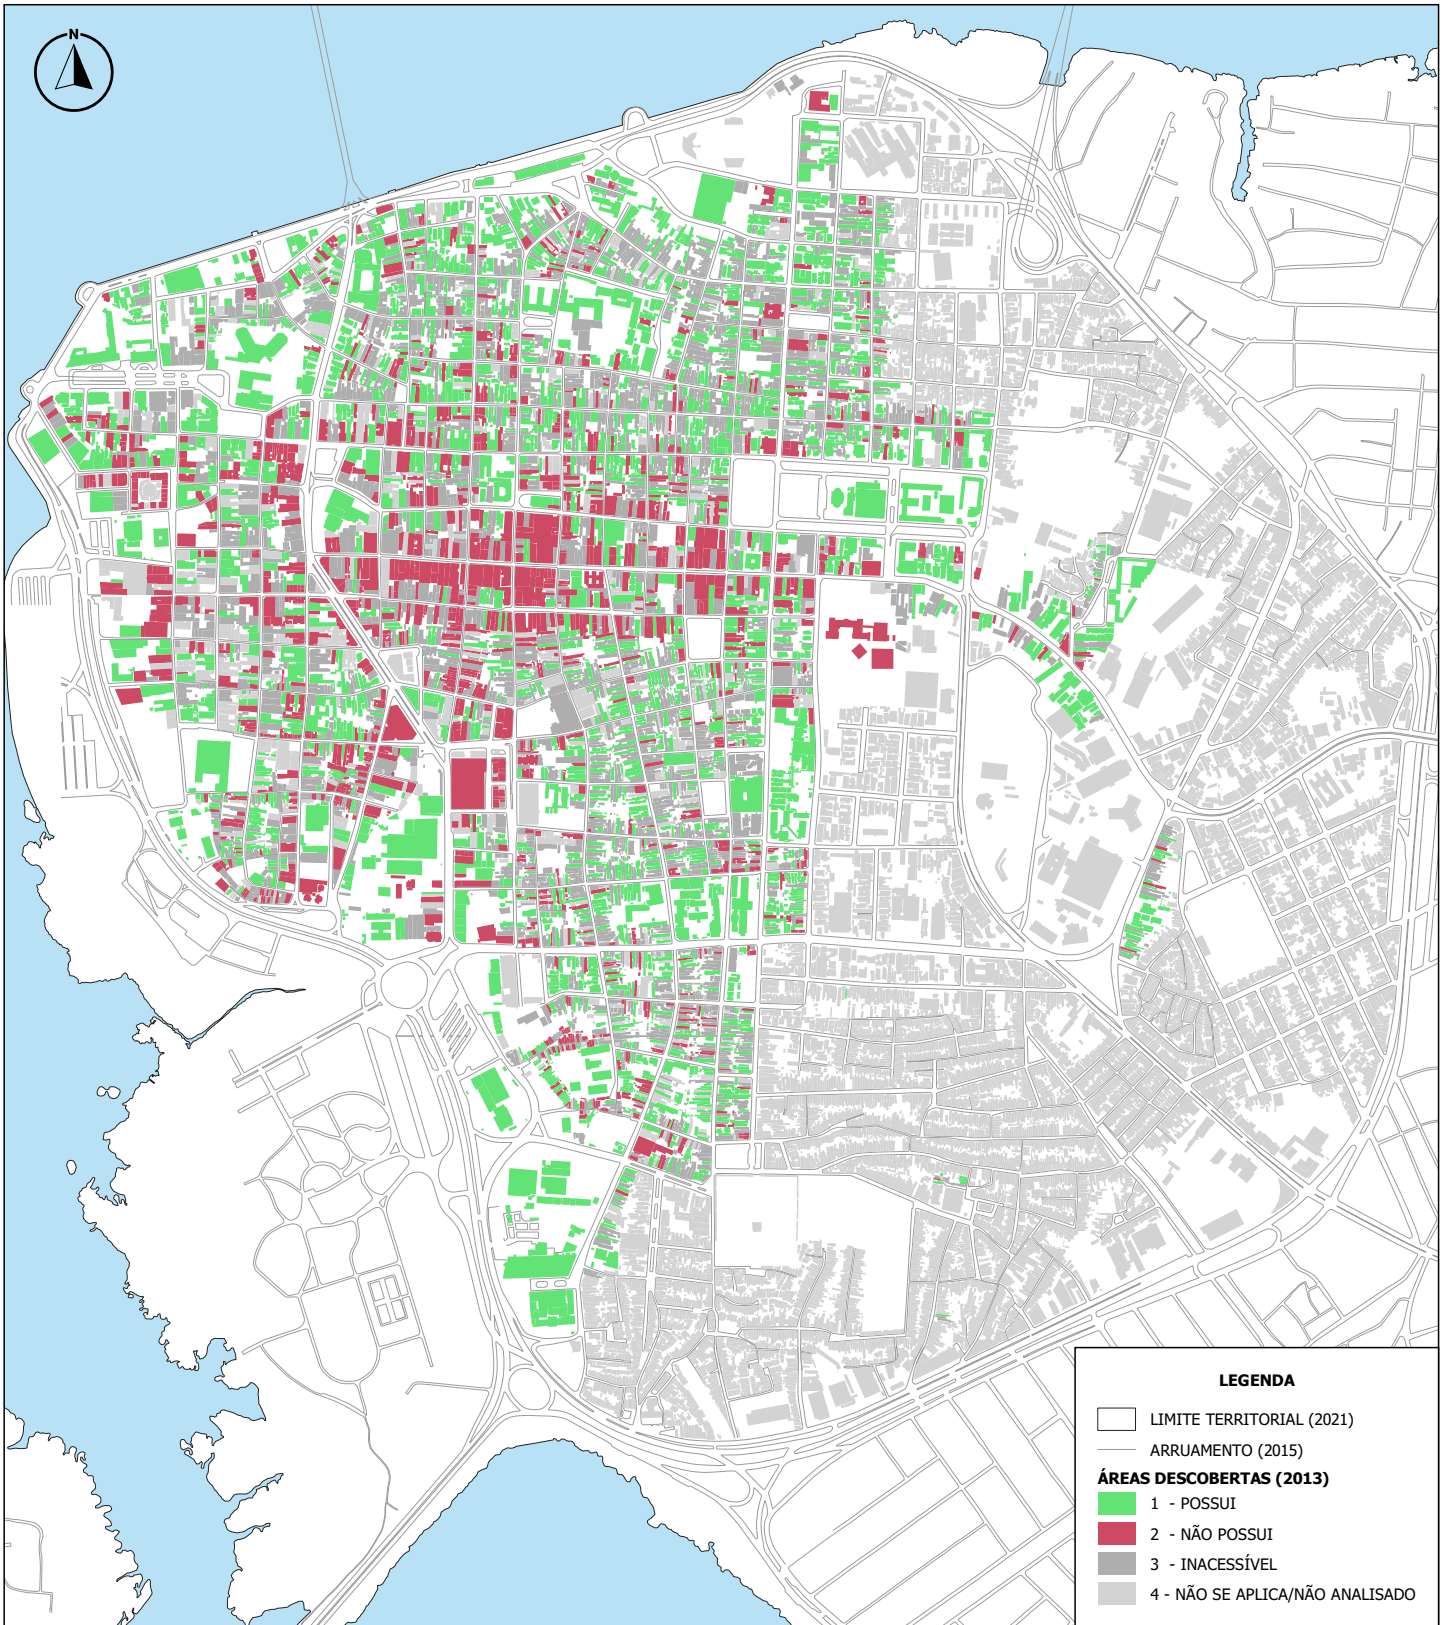 N
LEGENDA
LIMITE TERRITORIAL (2021)
ARRUAMENTO (2015)
ÁREAS DESCOBERTAS (2013)
1 - POSSUI
2 - NÃO POSSUI
3 - INACESSÍVEL
4 - NÃO SE APLICA/NÃO ANALISADO